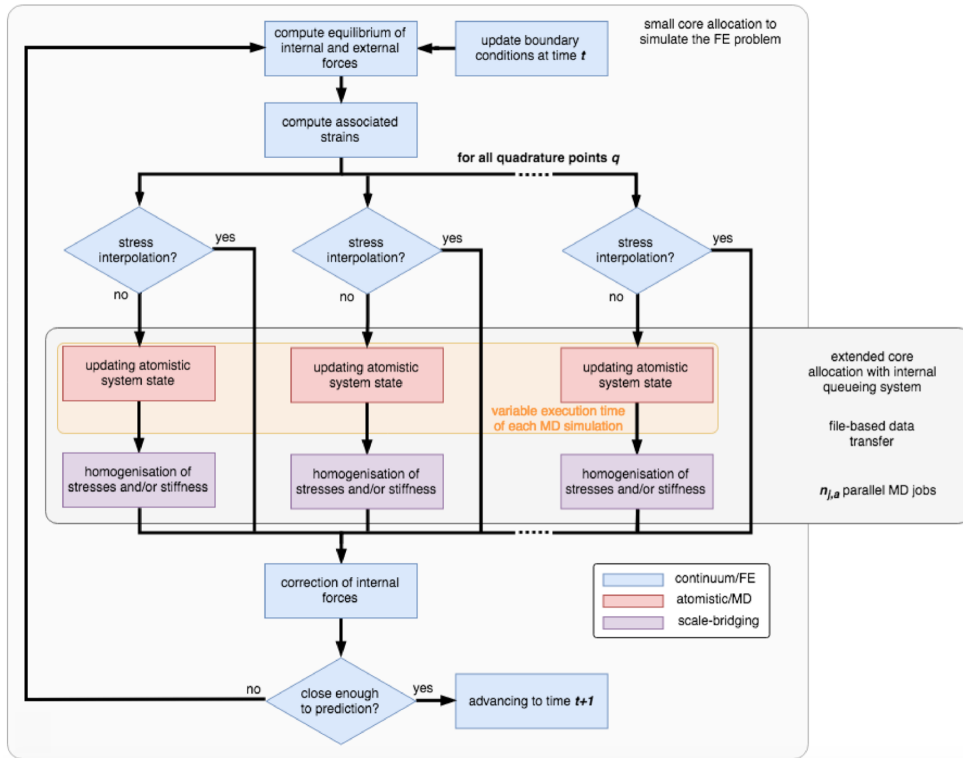 compute equilibrium of
internal and external
forces
update boundary
conditions at time t
small core allocation to
simulate the FE problem
compute associated
strains
for all quadrature points q
stress
interpolation?
yes
no
stress
interpolation?
yes
no
stress
interpolation?
yes
no
updating atomistic
system state
updating atomistic
system state
updating atomistic
system state
extended core
allocation with internal
queueing system
variable execution time
of each MD simulation
file-based data
transfer
homogenisation of
stresses and/or stiffness
homogenisation of
stresses and/or stiffness
homogenisation of
stresses and/or stiffness
nj,a parallel MD jobs
correction of internal
forces
continuum/FE
atomistic/MD
scale-bridging
close enough
to prediction?
no
yes
advancing to time t+1